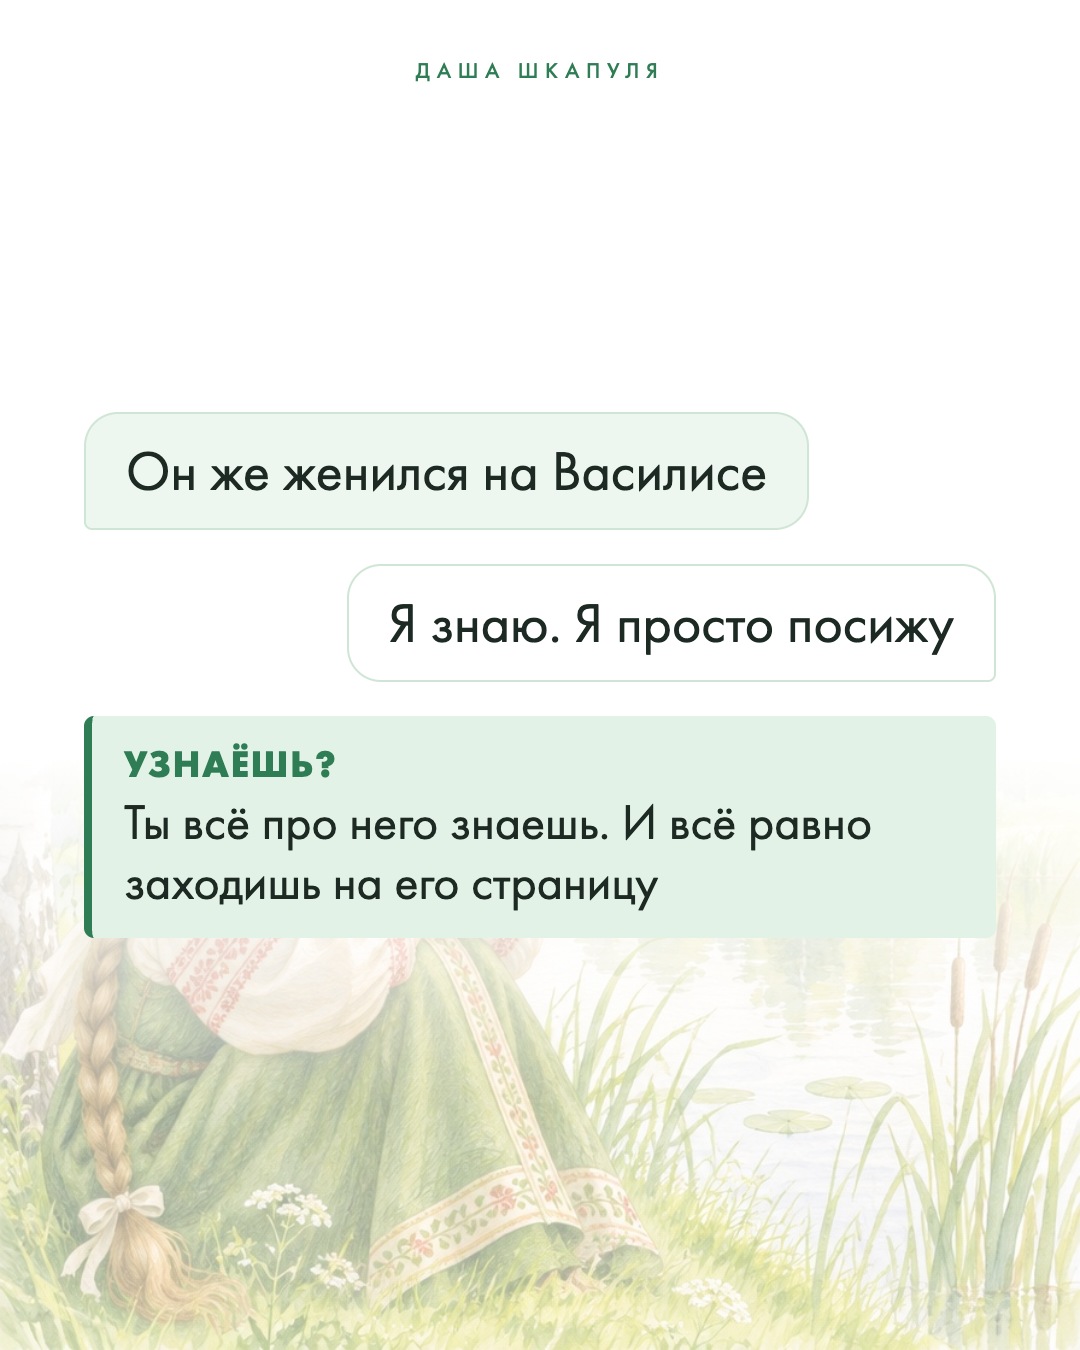 ДАША ШКАПУЛЯ
Он же женился на Василисе
Я знаю. Я просто посижу
УЗНАЁШЬ?
Ты всё про него знаешь. И всё равно
заходишь на его страницу